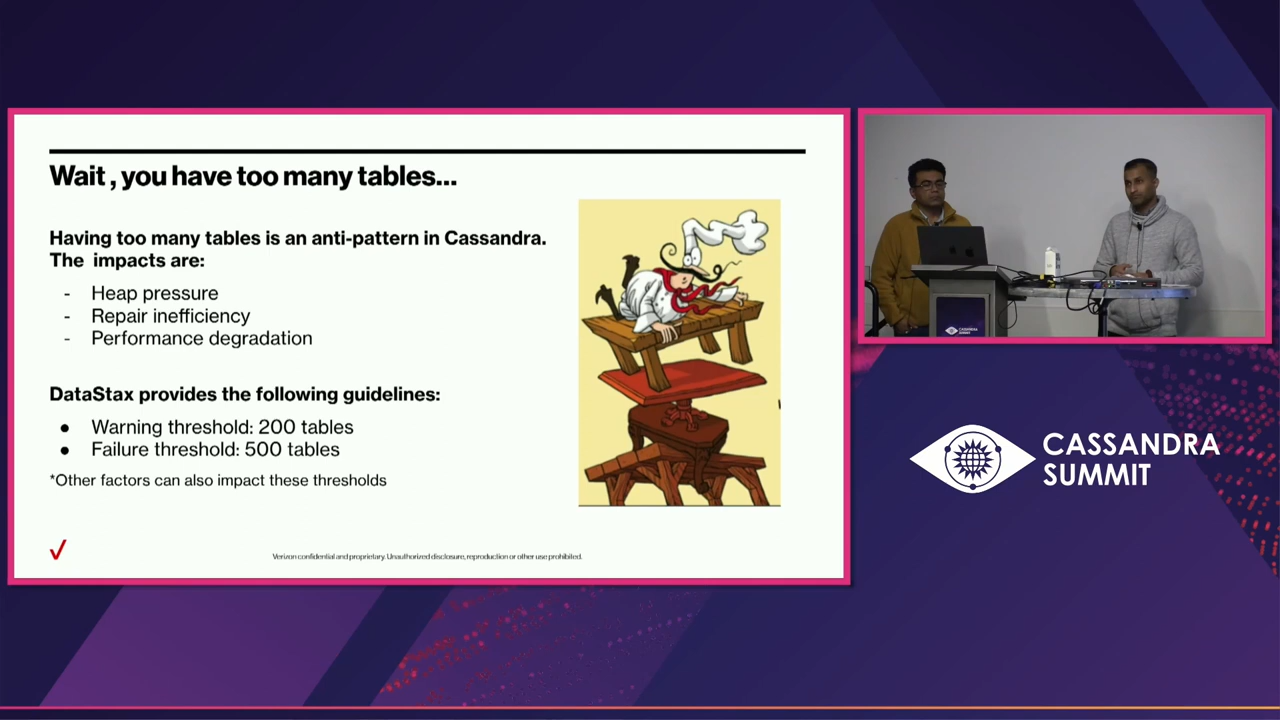 Wait , you have too many tables...
Having too many tables is an anti-pattern in Cassandra.
The impacts are:
- Heap pressure
- Repair inefficiency
- Performance degradation
DataStax provides the following guidelines:
● Warning threshold: 200 tables
● Failure threshold: 500 tables
*Other factors can also impact these thresholds
Verizon confidential and proprietary. Unauthorized disclosure, reproduction or other use prohibited.
CASSANDRA
SUMMIT
CASSANDRA
SUMMIT